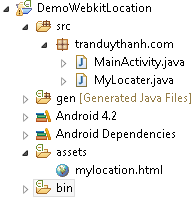 DemoWebkitLocation
src
tranduythanh.com
MainActivity.java
MyLocater.java
gen [Generated Java Files]
Android 4.2
Android Dependencies
assets
mylocation.html
bin